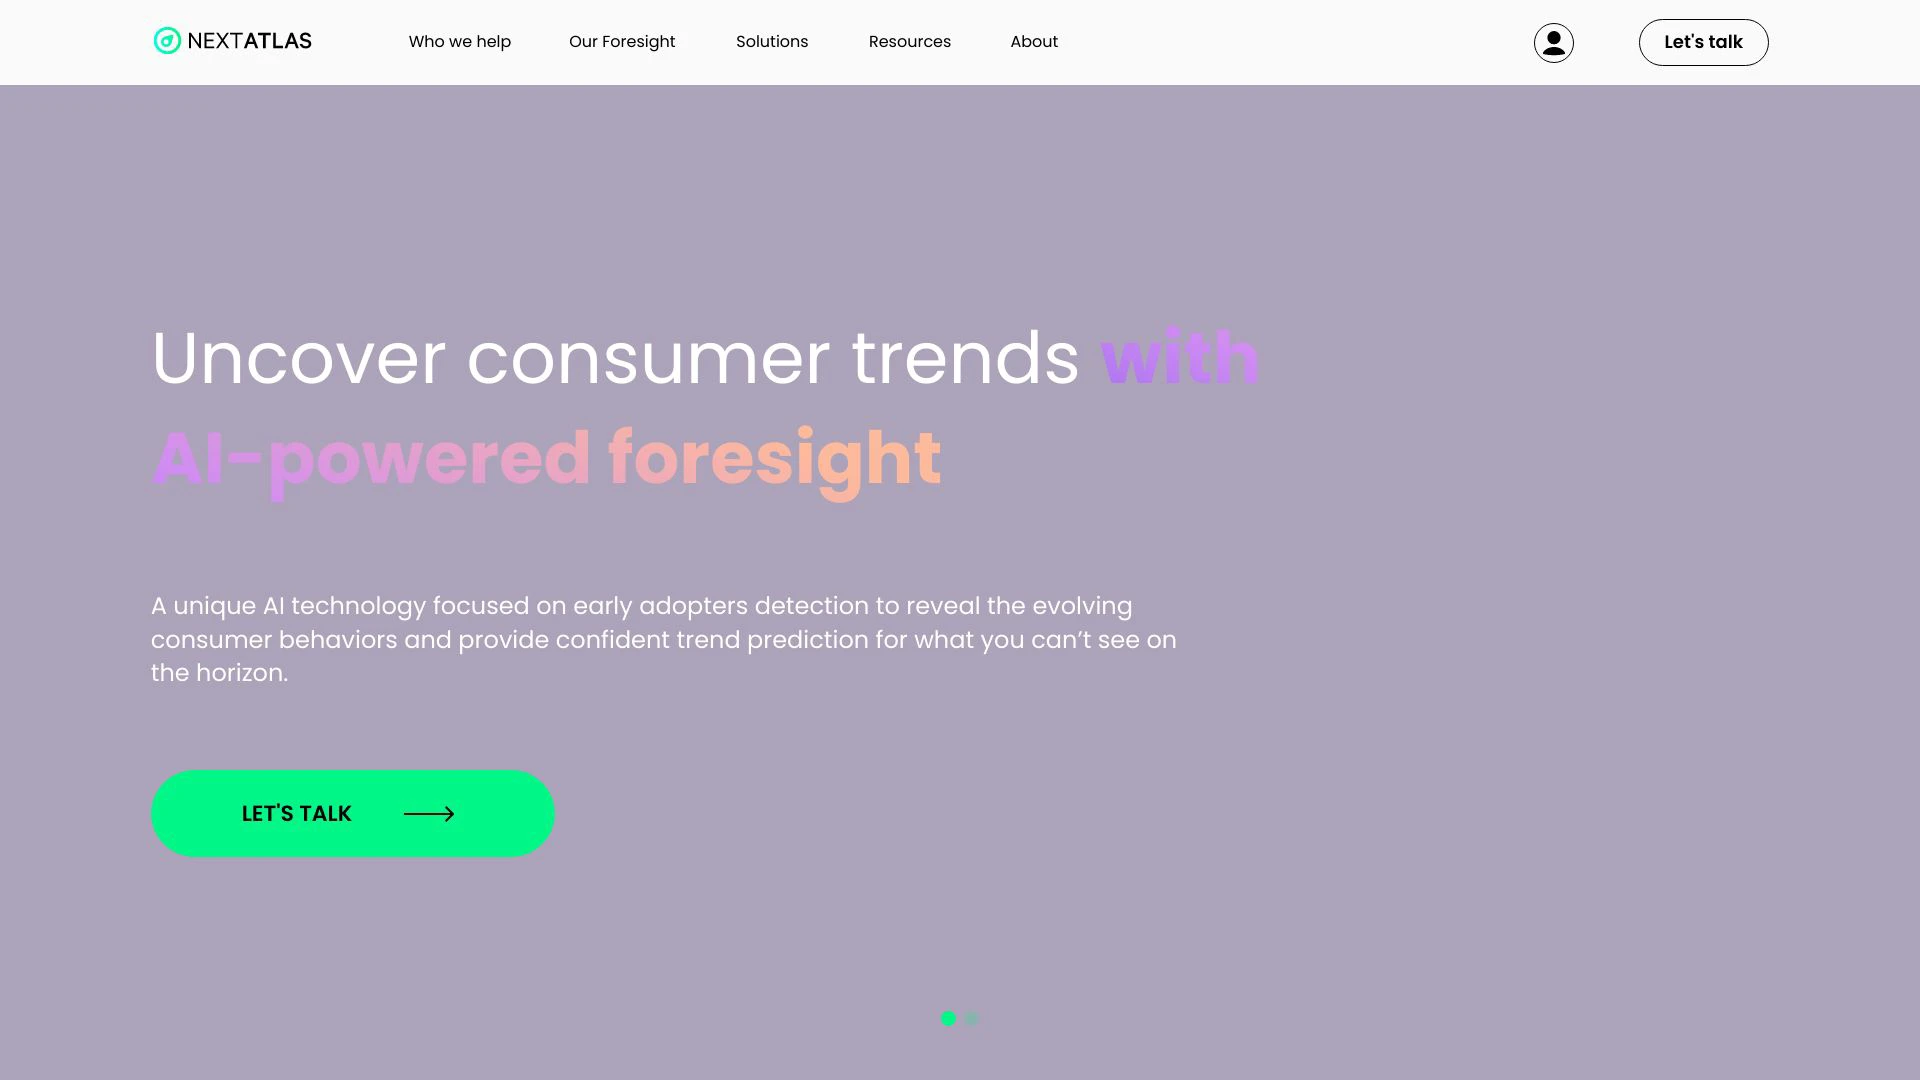 NEXTATLAS
Who we help
Our Foresight
Solutions
Resources
About
Let's talk
Uncover consumer trends with
AI-powered foresight
A unique AI technology focused on early adopters detection to reveal the evolving
consumer behaviors and provide confident trend prediction for what you can’t see on
the horizon.
LET'S TALK